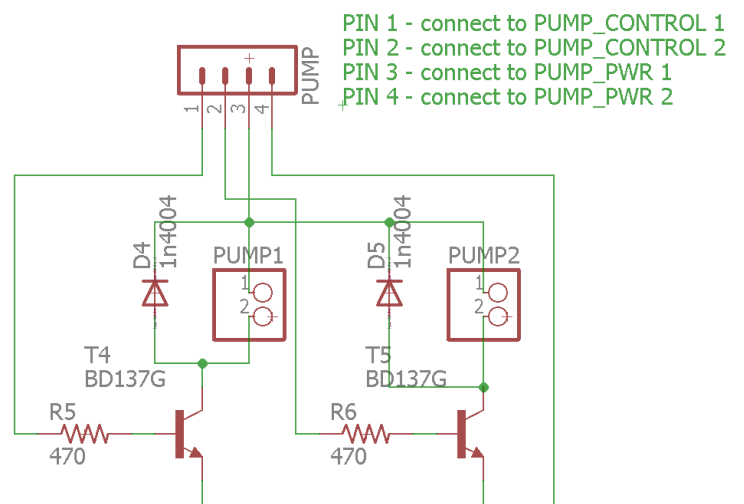 PIN 1 - connect to PUMP_CONTROL 1
PIN 2 - connect to PUMP_CONTROL 2
PIN 3 - connect to PUMP_PWR 1
PIN 4 - connect to PUMP_PWR 2
PUMP
1 2 3 4
D4
1n4004
PUMP1
1
2
D5
1n4004
PUMP2
1
2
T4
BD137G
T5
BD137G
R5
470
R6
470